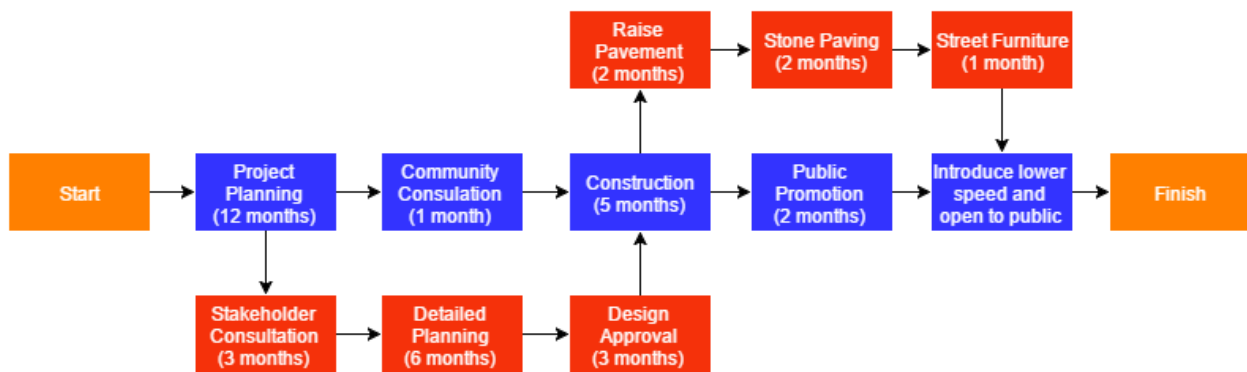 Raise
Pavement
(2 months)
Stone Paving
(2 months)
Street Furniture
(1 month)
Start
Project
Planning
(12 months)
Community
Consulation
(1 month)
Construction
(5 months)
Public
Promotion
(2 months)
Introduce lower
speed and
open to public
Finish
Stakeholder
Consultation
(3 months)
Detailed
Planning
(6 months)
Design
Approval
(3 months)